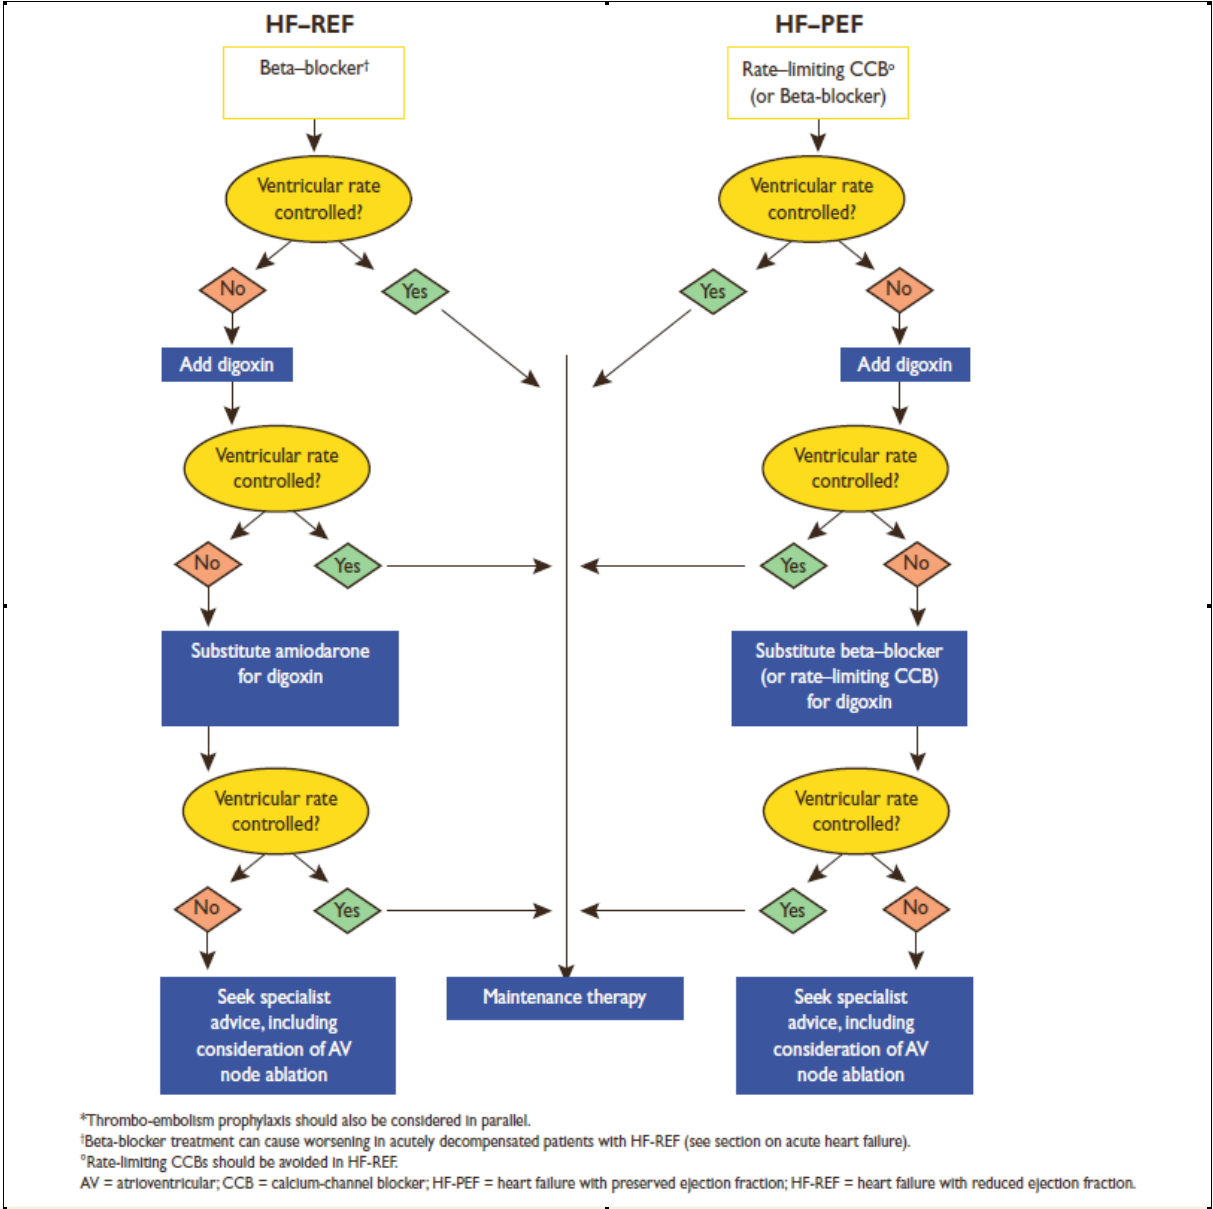 HF–REF
HF–PEF
Beta–blocker†
Rate–limiting CCB°
(or Beta-blocker)
Ventricular rate
controlled?
Ventricular rate
controlled?
No
Yes
Yes
No
Add digoxin
Add digoxin
Ventricular rate
controlled?
Ventricular rate
controlled?
No
Yes
Yes
No
Substitute amiodarone
for digoxin
Substitute beta–blocker
(or rate–limiting CCB)
for digoxin
Ventricular rate
controlled?
Ventricular rate
controlled?
No
Yes
Yes
No
Seek specialist
advice, including
consideration of AV
node ablation
Maintenance therapy
Seek specialist
advice, including
consideration of AV
node ablation
*Thrombo-embolism prophylaxis should also be considered in parallel.
†Beta-blocker treatment can cause worsening in acutely decompensated patients with HF-REF (see section on acute heart failure).
°Rate-limiting CCBs should be avoided in HF-REF.
AV = atrioventricular; CCB = calcium-channel blocker; HF-PEF = heart failure with preserved ejection fraction; HF-REF = heart failure with reduced ejection fraction.